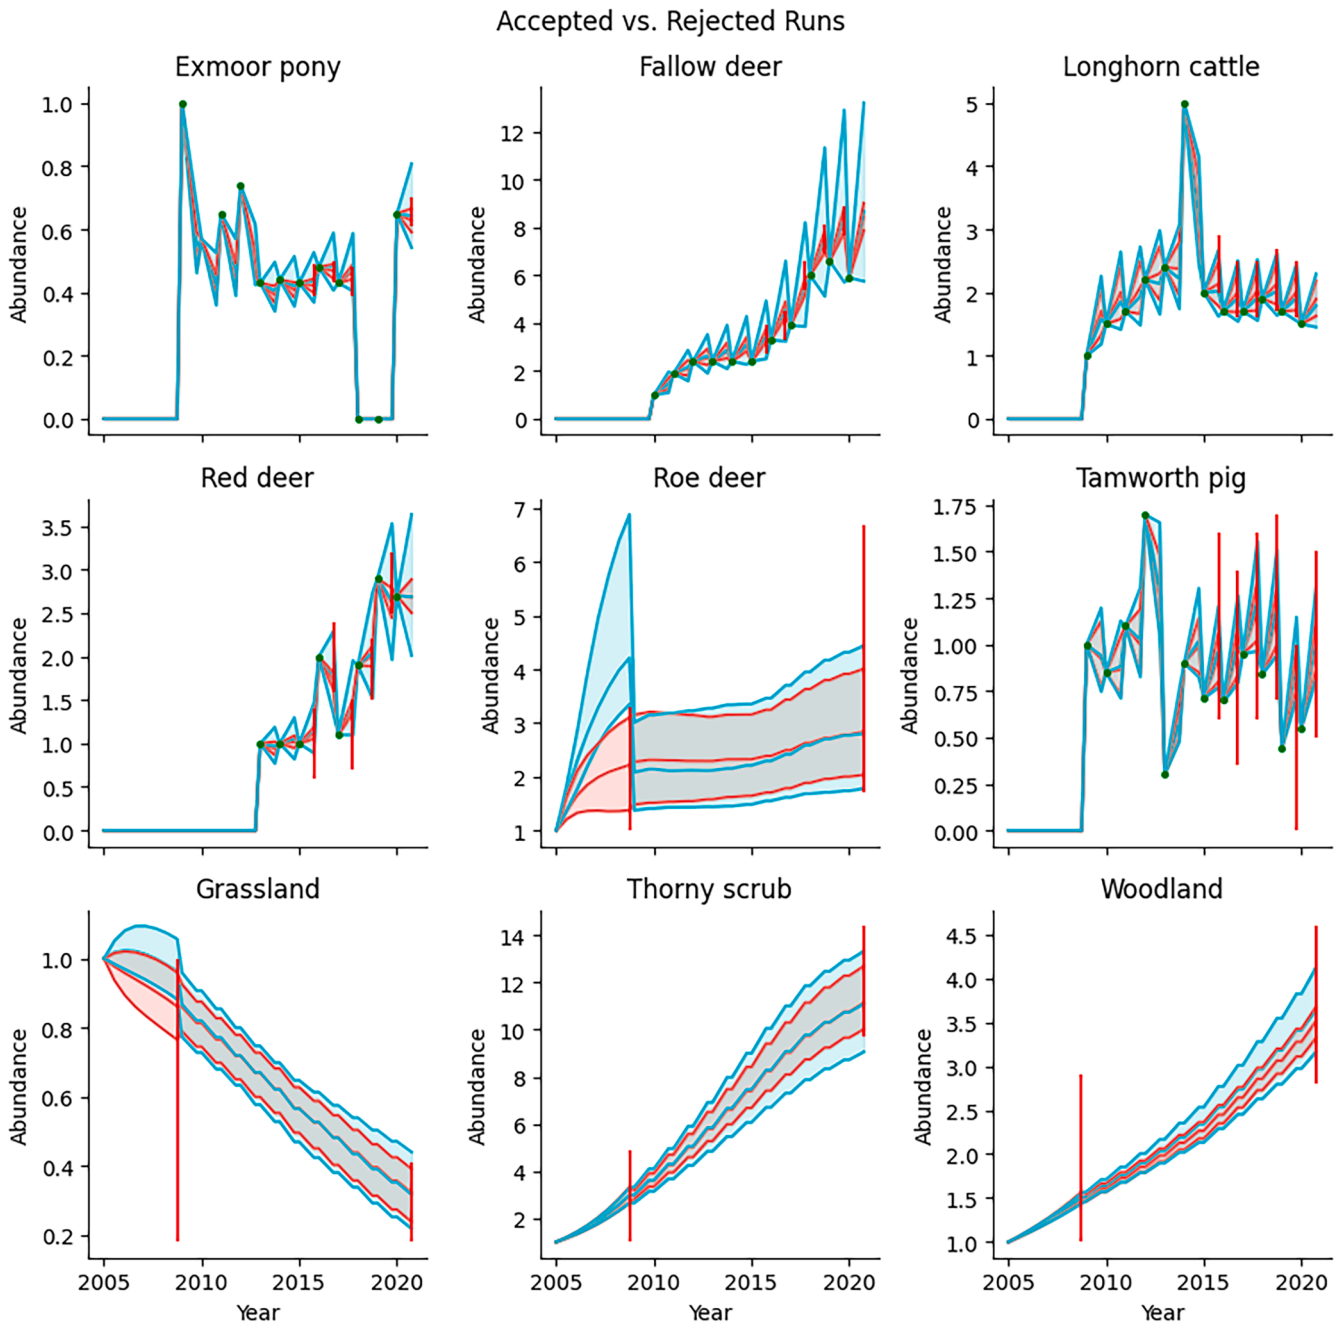 Accepted vs. Rejected Runs
Exmoor pony
Fallow deer
Longhorn cattle
Abundance
1.0
0.8
0.6
0.4
0.2
0.0
Abundance
12
10
8
6
4
2
0
Abundance
5
4
3
2
1
0
Red deer
Roe deer
Tamworth pig
Abundance
3.5
3.0
2.5
2.0
1.5
1.0
0.5
0.0
Abundance
7
6
5
4
3
2
1
Abundance
1.75
1.50
1.25
1.00
0.75
0.50
0.25
0.00
Grassland
Thorny scrub
Woodland
Abundance
1.0
0.8
0.6
0.4
0.2
Abundance
14
12
10
8
6
4
2
Abundance
4.5
4.0
3.5
3.0
2.5
2.0
1.5
1.0
2005 2010 2015 2020
2005 2010 2015 2020
2005 2010 2015 2020
Year
Year
Year